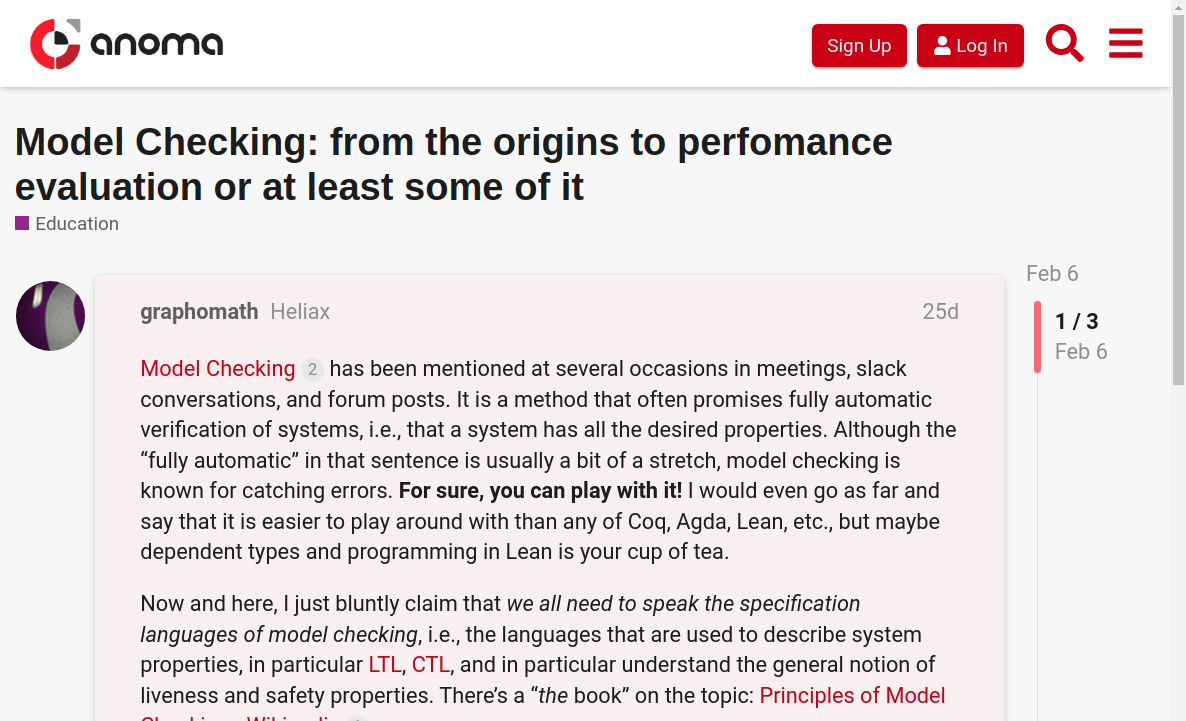 anoma
Sign Up
Log In
Model Checking: from the origins to perfomance
evaluation or at least some of it
Education
Feb 6
graphomath Heliax 25d
1 / 3
Feb 6
Model Checking 2 has been mentioned at several occasions in meetings, slack
conversations, and forum posts. It is a method that often promises fully automatic
verification of systems, i.e., that a system has all the desired properties. Although the
“fully automatic” in that sentence is usually a bit of a stretch, model checking is
known for catching errors. For sure, you can play with it! I would even go as far and
say that it is easier to play around with than any of Coq, Agda, Lean, etc., but maybe
dependent types and programming in Lean is your cup of tea.
Now and here, I just bluntly claim that we all need to speak the specification
languages of model checking, i.e., the languages that are used to describe system
properties, in particular LTL, CTL, and in particular understand the general notion of
liveness and safety properties. There’s a “the book” on the topic: Principles of Model